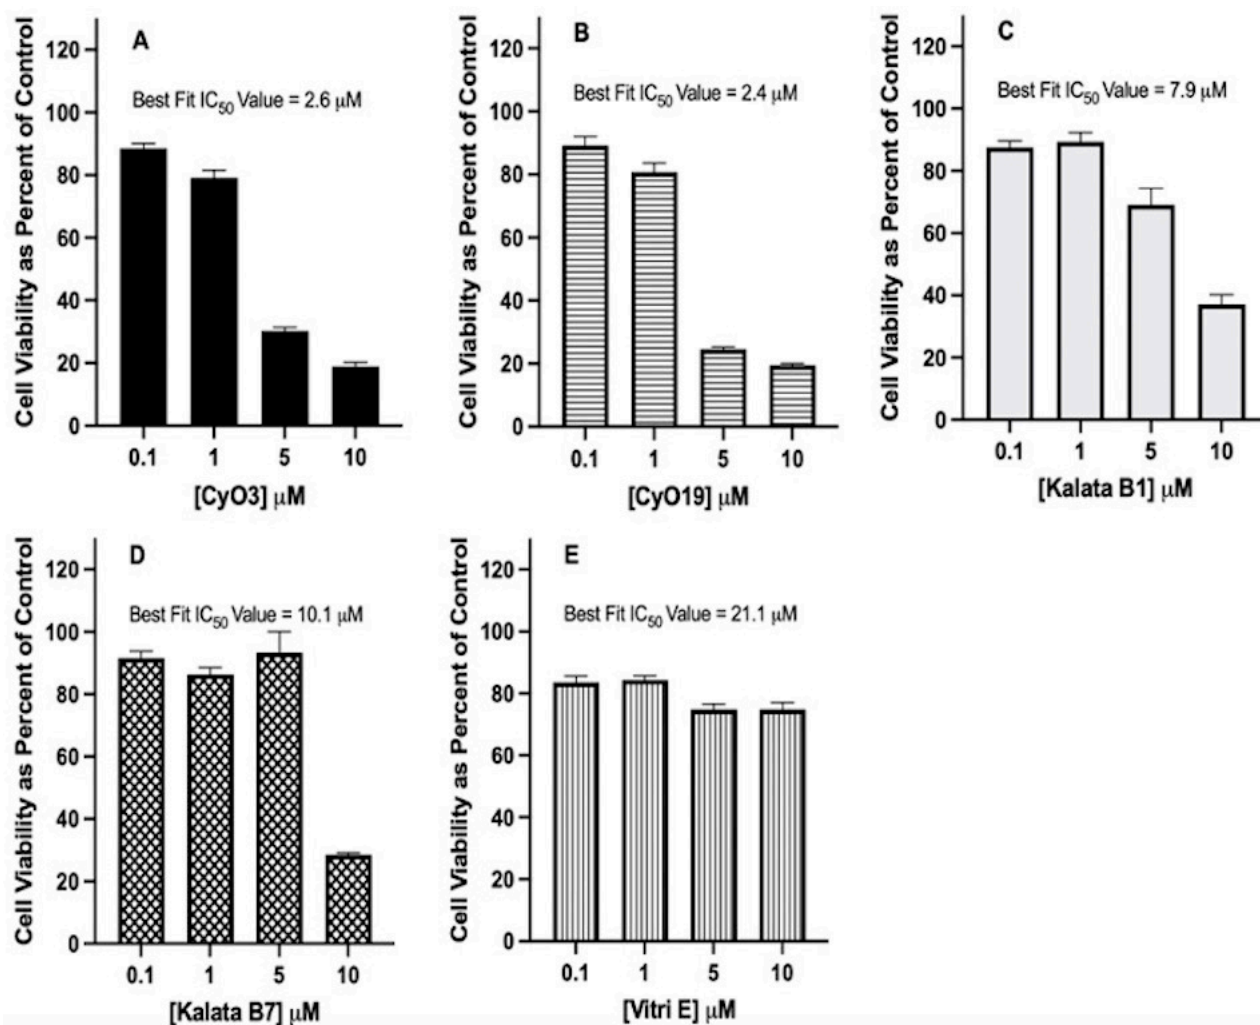 A
Best Fit IC50 Value = 2.6 μM
Cell Viability as Percent of Control
120
100
80
60
40
20
0
0.1 1 5 10
[CyO3] μM
B
Best Fit IC50 Value = 2.4 μM
Cell Viability as Percent of Control
120
100
80
60
40
20
0
0.1 1 5 10
[CyO19] μM
C
Best Fit IC50 Value = 7.9 μM
Cell Viability as Percent of Control
120
100
80
60
40
20
0
0.1 1 5 10
[Kalata B1] μM
D
Best Fit IC50 Value = 10.1 μM
Cell Viability as Percent of Control
120
100
80
60
40
20
0
0.1 1 5 10
[Kalata B7] μM
E
Best Fit IC50 Value = 21.1 μM
Cell Viability as Percent of Control
120
100
80
60
40
20
0
0.1 1 5 10
[Vitri E] μM